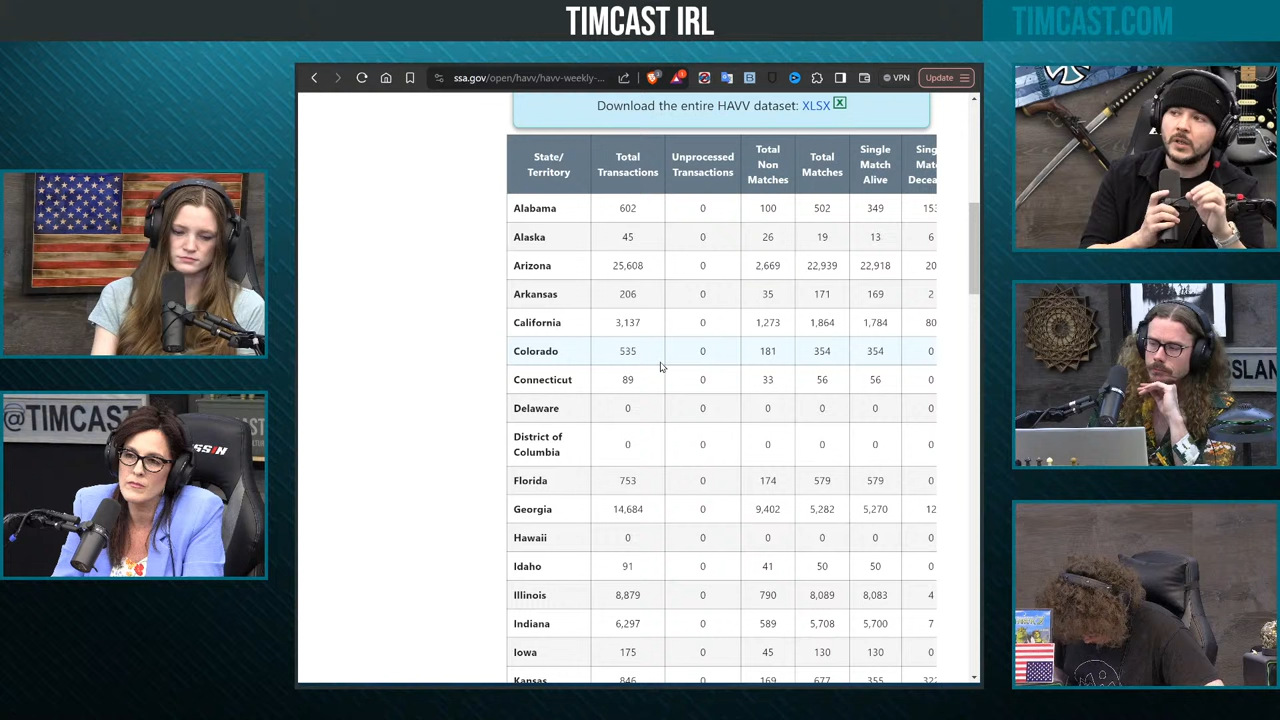 TIMCAST IRL
TIMCAST.COM
ssa.gov/open/havv/havv-weekly-...
VPN
Update
Download the entire HAVV dataset: XLSX
State/ Territory Total Transactions Unprocessed Transactions Total Non Matches Total Matches Single Match Alive
Alabama 602 0 100 502 349 153
Alaska 45 0 26 19 13 6
Arizona 25,608 0 2,669 22,939 22,918 20
Arkansas 206 0 35 171 169 2
California 3,137 0 1,273 1,864 1,784 80
Colorado 535 0 181 354 354 0
Connecticut 89 0 33 56 56 0
Delaware 0 0 0 0 0 0
District of Columbia 0 0 0 0 0 0
Florida 753 0 174 579 579 0
Georgia 14,684 0 9,402 5,282 5,270 12
Hawaii 0 0 0 0 0 0
Idaho 91 0 41 50 50 0
Illinois 8,879 0 790 8,089 8,083 4
Indiana 6,297 0 589 5,708 5,700 7
Iowa 175 0 45 130 130 0
Kansas 846 0 169 677 355 322
@TIMCAST